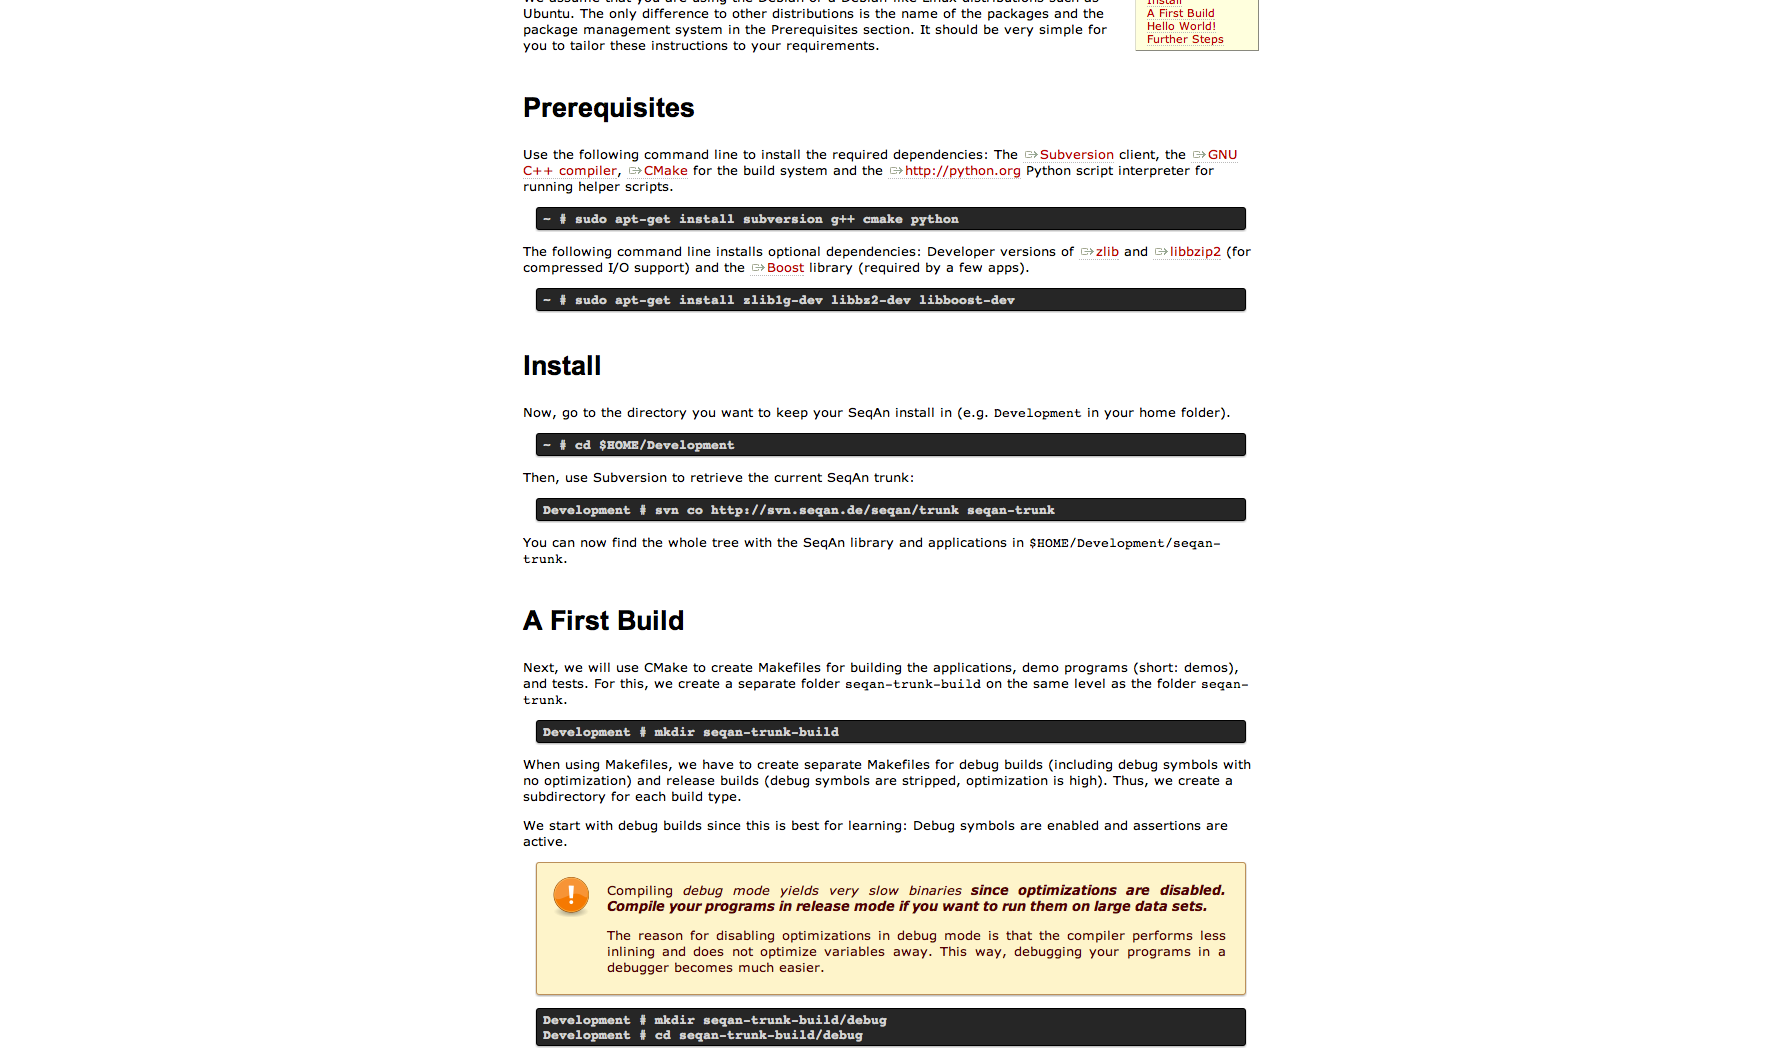 We assume that you are using the Debian or a Debian-like Linux distributions such as
Ubuntu. The only difference to other distributions is the name of the packages and the
package management system in the Prerequisites section. It should be very simple for
you to tailor these instructions to your requirements.
Install
A First Build
Hello World!
Further Steps
Prerequisites
Use the following command line to install the required dependencies: The Subversion client, the GNU
C++ compiler, CMake for the build system and the http://python.org Python script interpreter for
running helper scripts.
~ # sudo apt-get install subversion g++ cmake python
The following command line installs optional dependencies: Developer versions of zlib and libbzip2 (for
compressed I/O support) and the Boost library (required by a few apps).
~ # sudo apt-get install zlib1g-dev libbz2-dev libboost-dev
Install
Now, go to the directory you want to keep your SeqAn install in (e.g. Development in your home folder).
~ # cd $HOME/Development
Then, use Subversion to retrieve the current SeqAn trunk:
Development # svn co http://svn.seqan.de/seqan/trunk seqan-trunk
You can now find the whole tree with the SeqAn library and applications in $HOME/Development/seqan-
trunk.
A First Build
Next, we will use CMake to create Makefiles for building the applications, demo programs (short: demos),
and tests. For this, we create a separate folder seqan-trunk-build on the same level as the folder seqan-
trunk.
Development # mkdir seqan-trunk-build
When using Makefiles, we have to create separate Makefiles for debug builds (including debug symbols with
no optimization) and release builds (debug symbols are stripped, optimization is high). Thus, we create a
subdirectory for each build type.
We start with debug builds since this is best for learning: Debug symbols are enabled and assertions are
active.
Compiling debug mode yields very slow binaries since optimizations are disabled.
Compile your programs in release mode if you want to run them on large data sets.
The reason for disabling optimizations in debug mode is that the compiler performs less
inlining and does not optimize variables away. This way, debugging your programs in a
debugger becomes much easier.
Development # mkdir seqan-trunk-build/debug
Development # cd seqan-trunk-build/debug